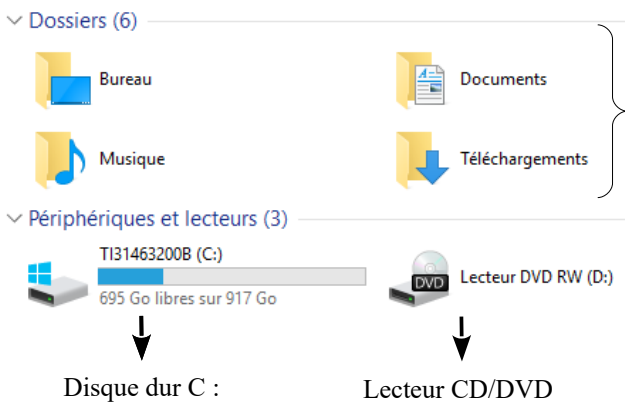 Dossiers (6)
Bureau
Documents
Musique
Téléchargements
Périphériques et lecteurs (3)
TI31463200B (C:)
695 Go libres sur 917 Go
DVD
Lecteur DVD RW (D:)
Disque dur C :
Lecteur CD/DVD